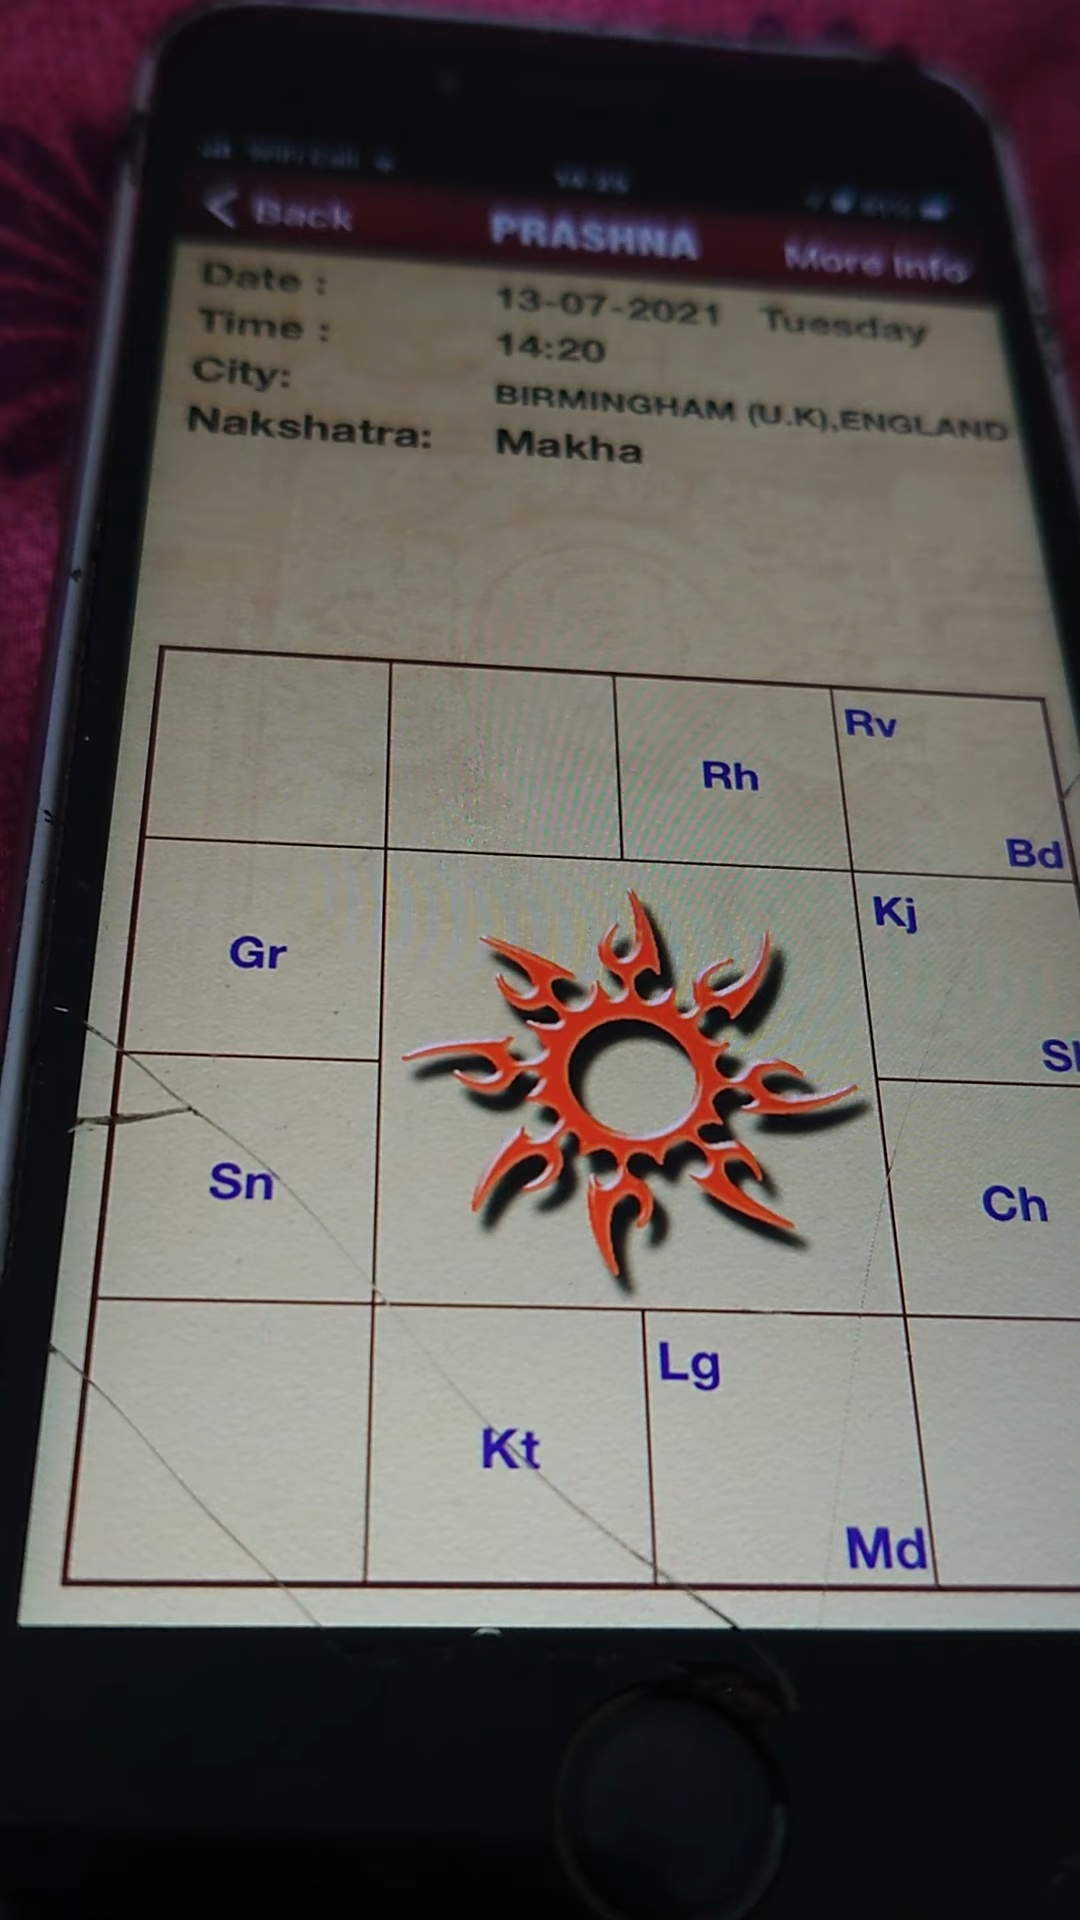 Back PRASHNA More Info
Date : 13-07-2021 Tuesday
Time : 14:20
City: BIRMINGHAM (U.K),ENGLAND
Nakshatra: Makha
Rv
Rh
Bd
Kj
Gr
Sn
Ch
Lg
Kt
Md